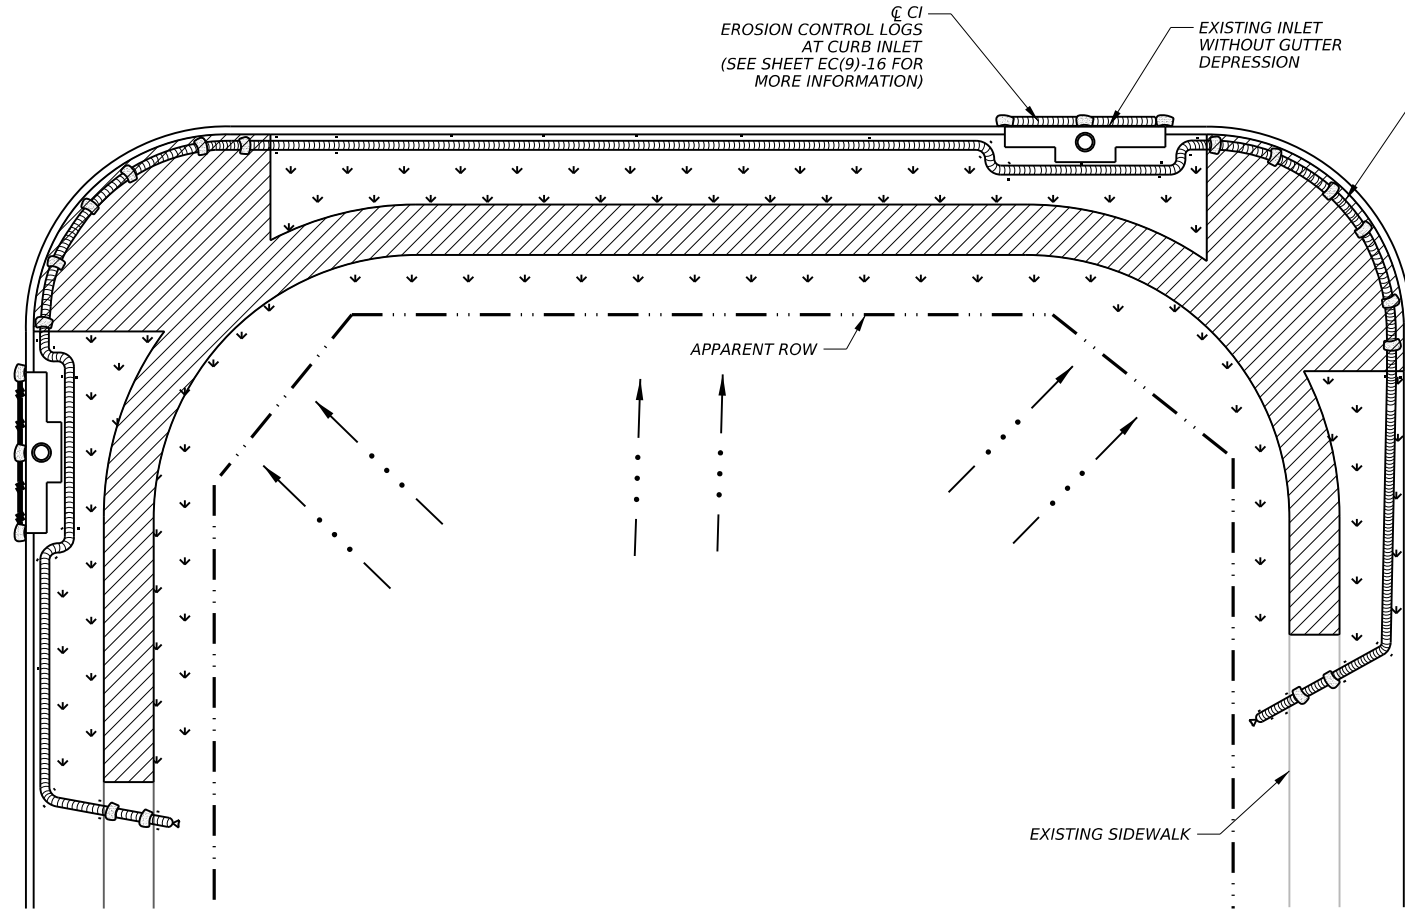 ℄ CI
EROSION CONTROL LOGS
AT CURB INLET
(SEE SHEET EC(9)-16 FOR
MORE INFORMATION)
EXISTING INLET
WITHOUT GUTTER
DEPRESSION
APPARENT ROW
EXISTING SIDEWALK